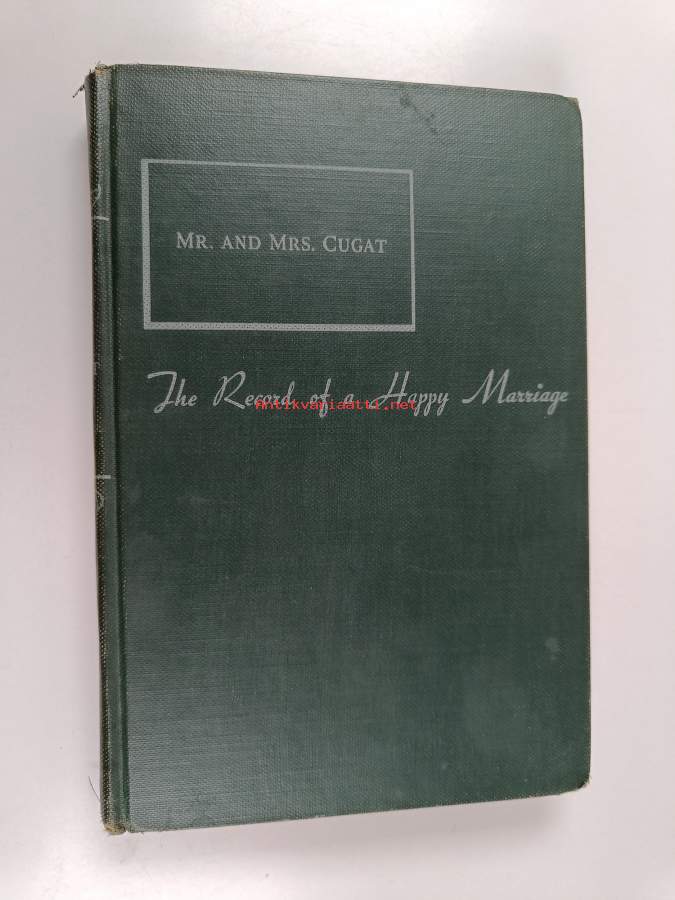 MR. AND MRS. CUGAT
The Record of a Happy Marriage
antikvariaatti.net